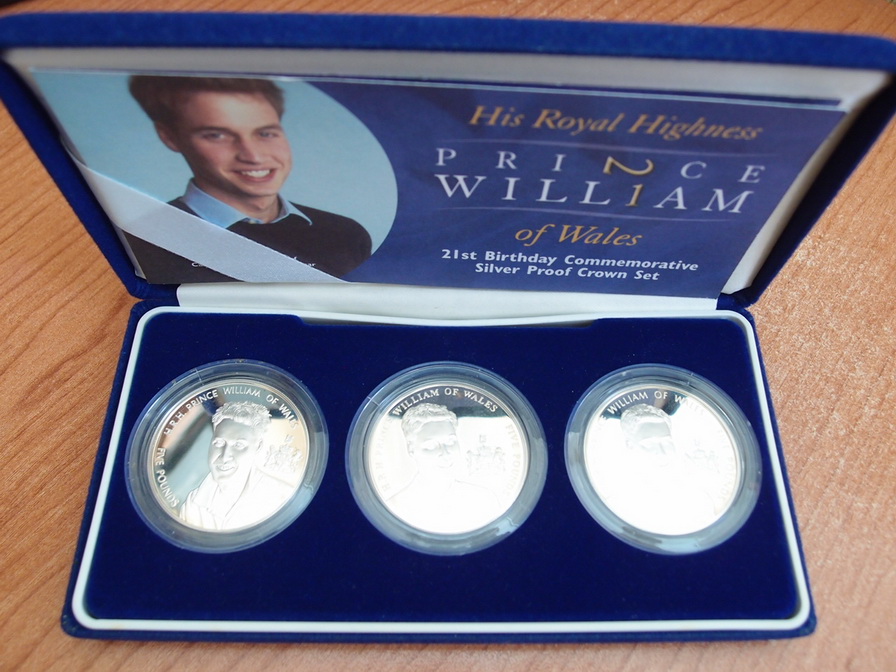 His Royal Highness
PRINCE
21
WILLIAM
of Wales
21st Birthday Commemorative
Silver Proof Crown Set
H.R.H. PRINCE WILLIAM OF WALES
FIVE POUNDS
WILLIAM OF WALES
FIVE
WILLIAM OF